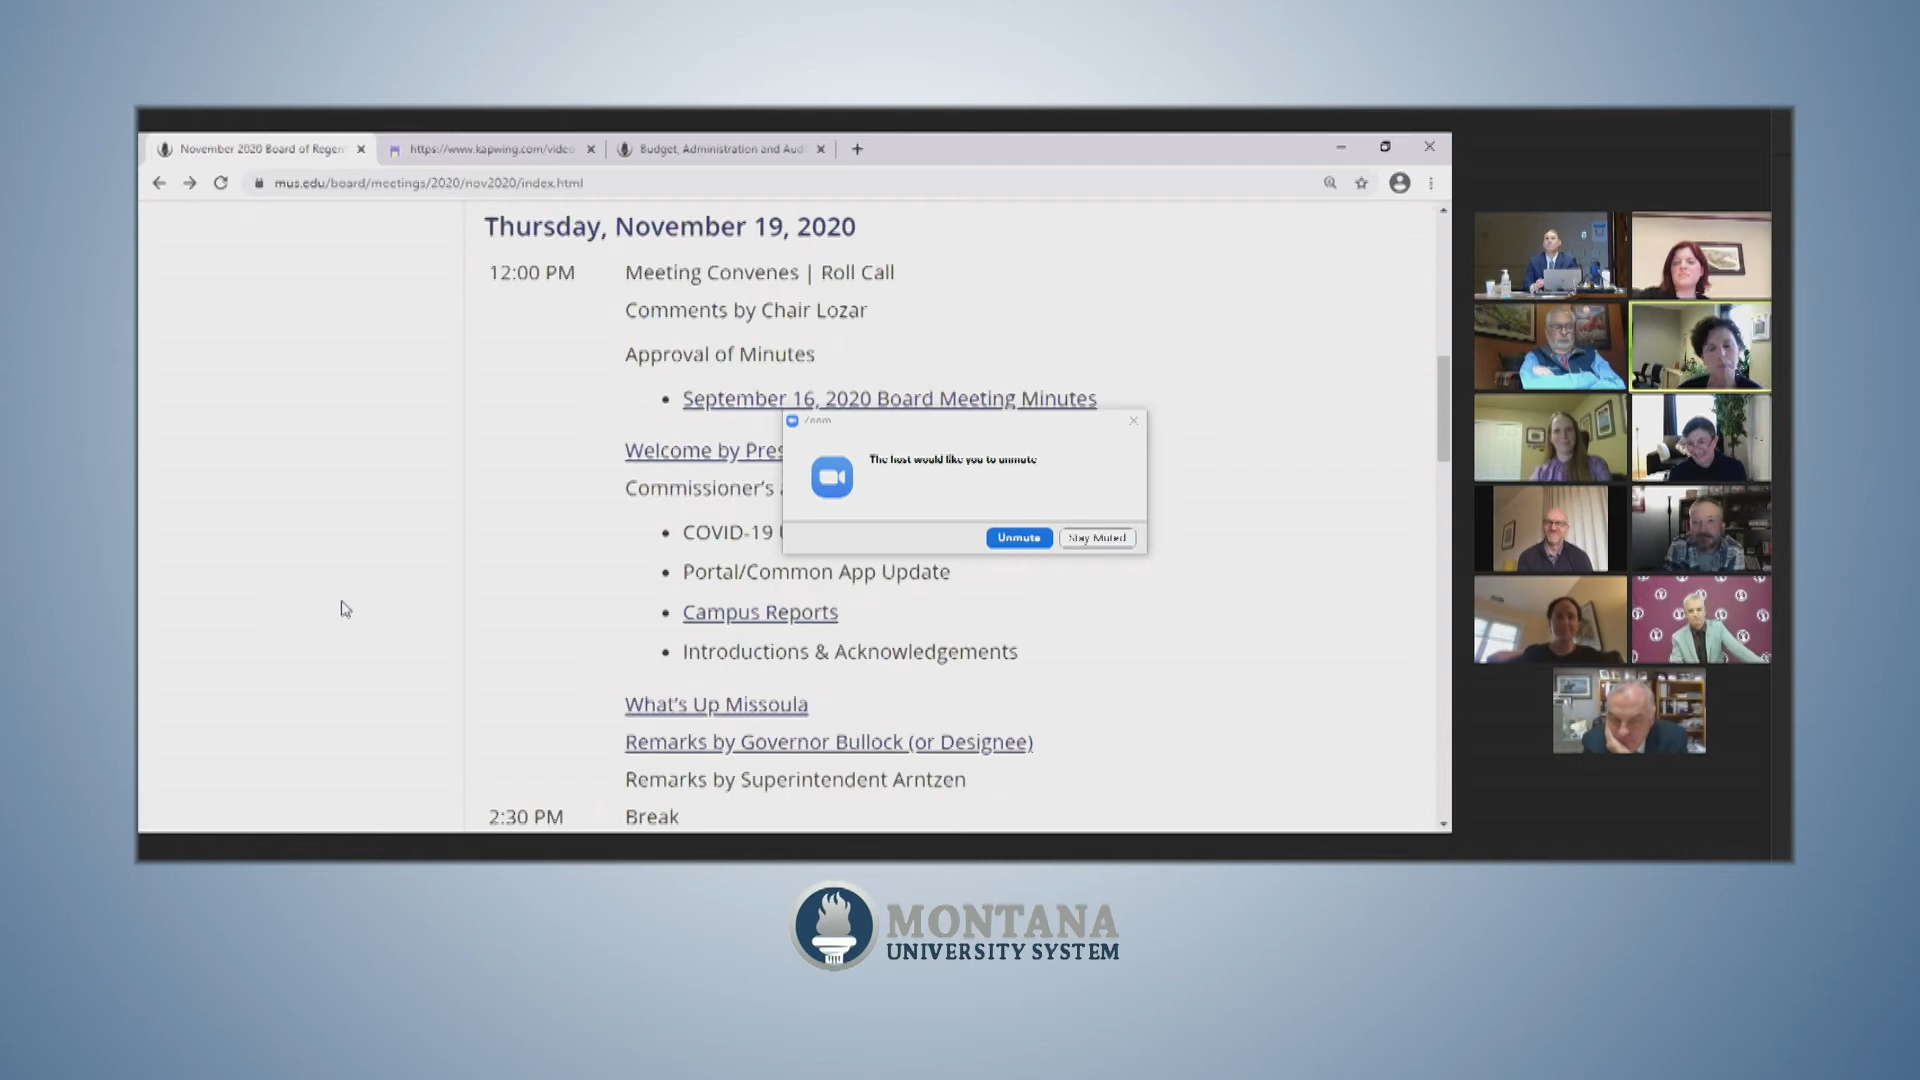 November 2020 Board of Regen
https://www.kapwing.com/video
Budget, Administration and Aud
mus.edu/board/meetings/2020/nov2020/index.html
Thursday, November 19, 2020
12:00 PM Meeting Convenes | Roll Call
Comments by Chair Lozar
Approval of Minutes
• September 16, 2020 Board Meeting Minutes
Zoom
Welcome by Pres
The host would like you to unmute
Commissioner's
• COVID-19
Unmute Stay Muted
• Portal/Common App Update
• Campus Reports
• Introductions & Acknowledgements
What's Up Missoula
Remarks by Governor Bullock (or Designee)
Remarks by Superintendent Arntzen
2:30 PM Break
MONTANA
UNIVERSITY SYSTEM